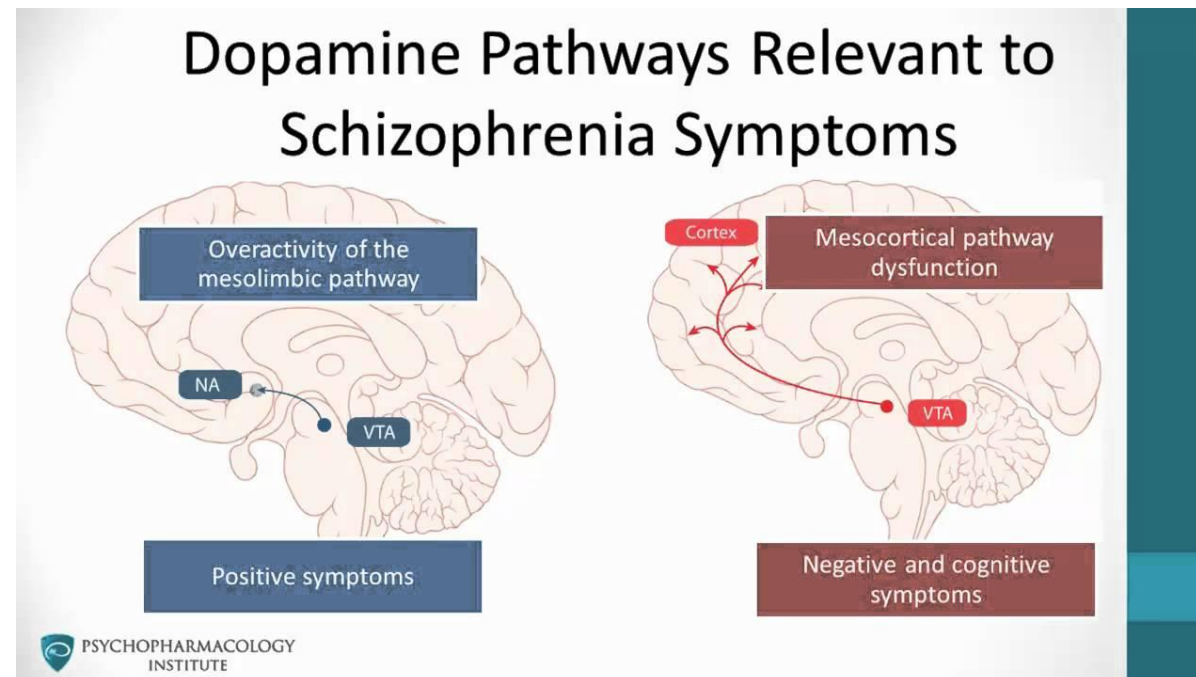 Dopamine Pathways Relevant to
Schizophrenia Symptoms
Overactivity of the
mesolimbic pathway
NA
VTA
Positive symptoms
Cortex
Mesocortical pathway
dysfunction
VTA
Negative and cognitive
symptoms
PSYCHOPHARMACOLOGY
INSTITUTE